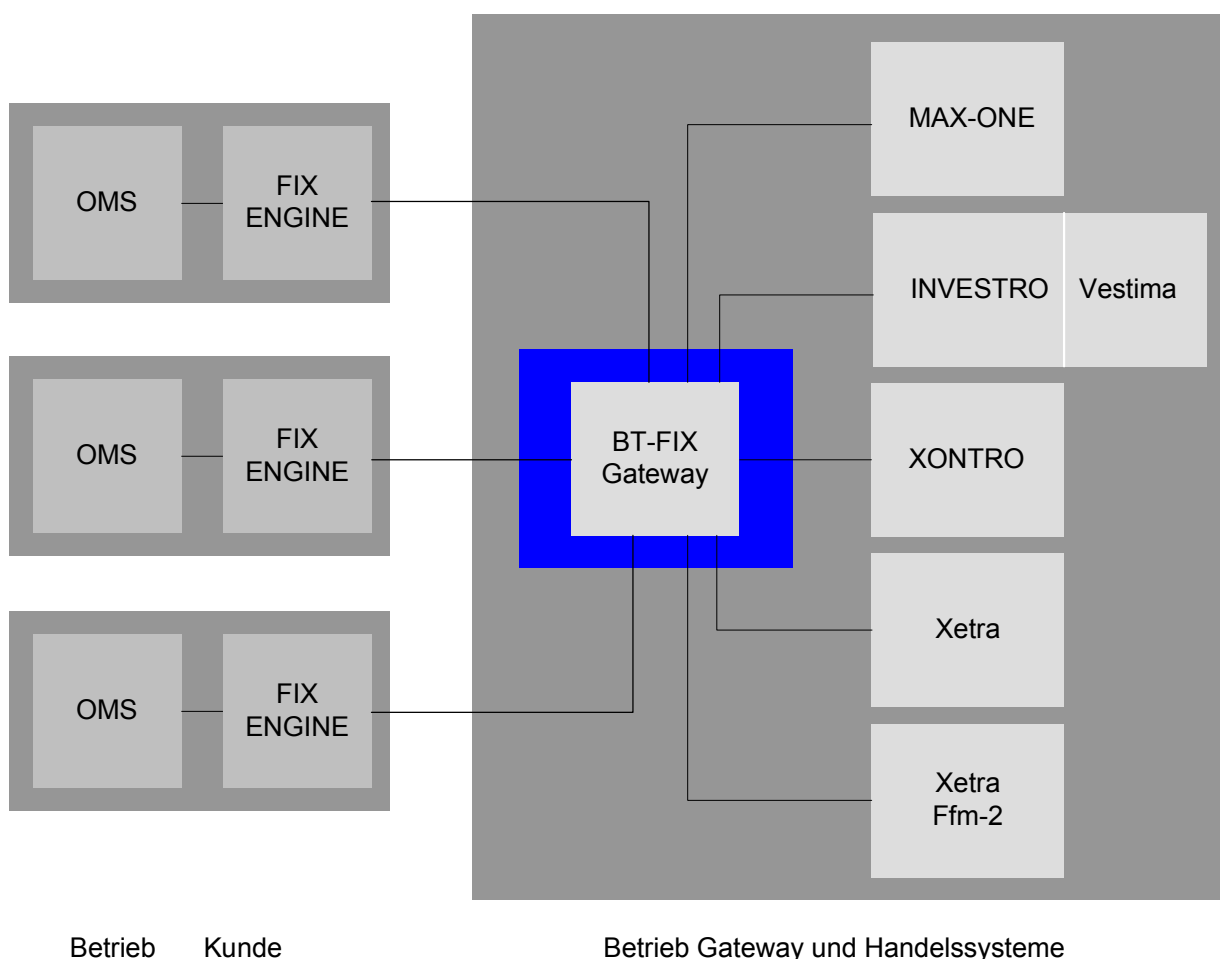 MAX-ONE
OMS
FIX
ENGINE
INVESTRO
Vestima
OMS
FIX
ENGINE
BT-FIX
Gateway
XONTRO
Xetra
OMS
FIX
ENGINE
Xetra
Ffm-2
Betrieb Kunde
Betrieb Gateway und Handelssysteme